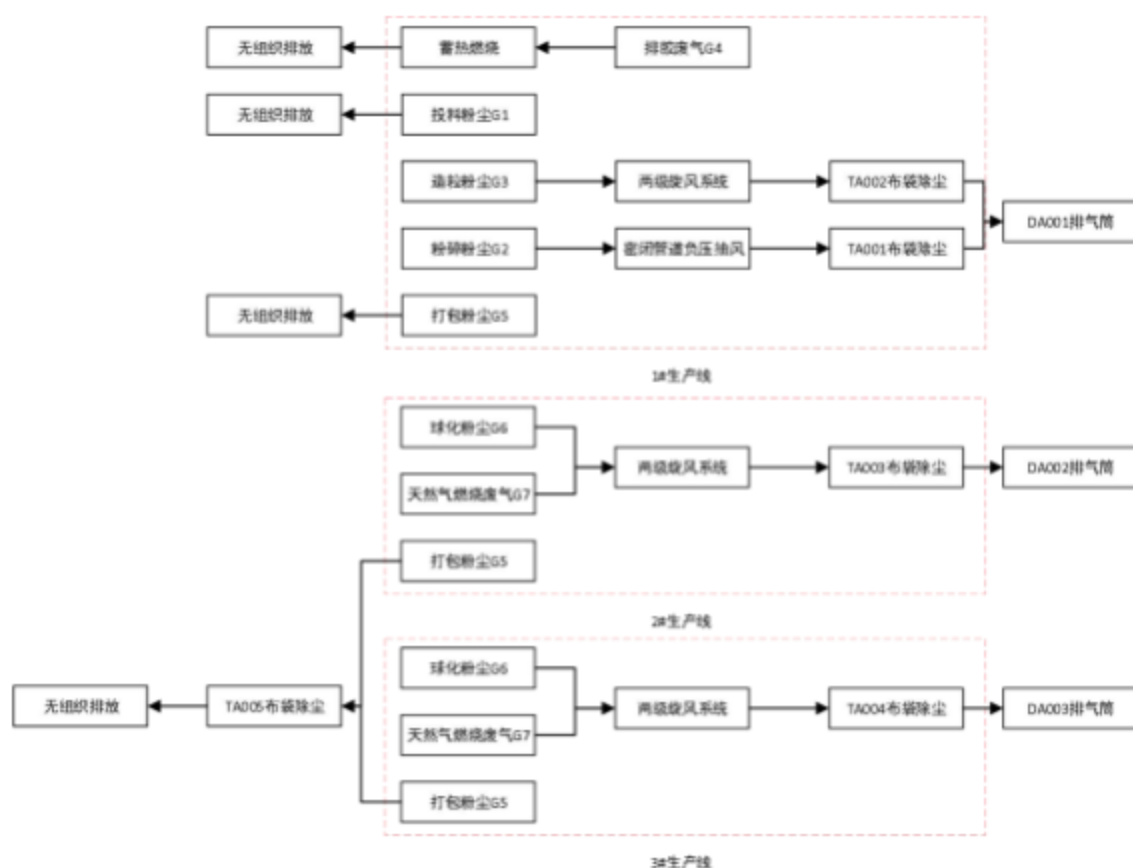 无组织排放 蓄热燃烧 排胶废气G4
无组织排放 投料粉尘G1
造粒粉尘G3 两级旋风系统 TA002布袋除尘
DA001排气筒
粉碎粉尘G2 密闭管道负压抽风 TA001布袋除尘
无组织排放 打包粉尘G5
1#生产线
球化粉尘G6
两级旋风系统 TA003布袋除尘 DA002排气筒
天然气燃烧废气G7
打包粉尘G5
2#生产线
球化粉尘G6
无组织排放 TA005布袋除尘 两级旋风系统 TA004布袋除尘 DA003排气筒
天然气燃烧废气G7
打包粉尘G5
3#生产线